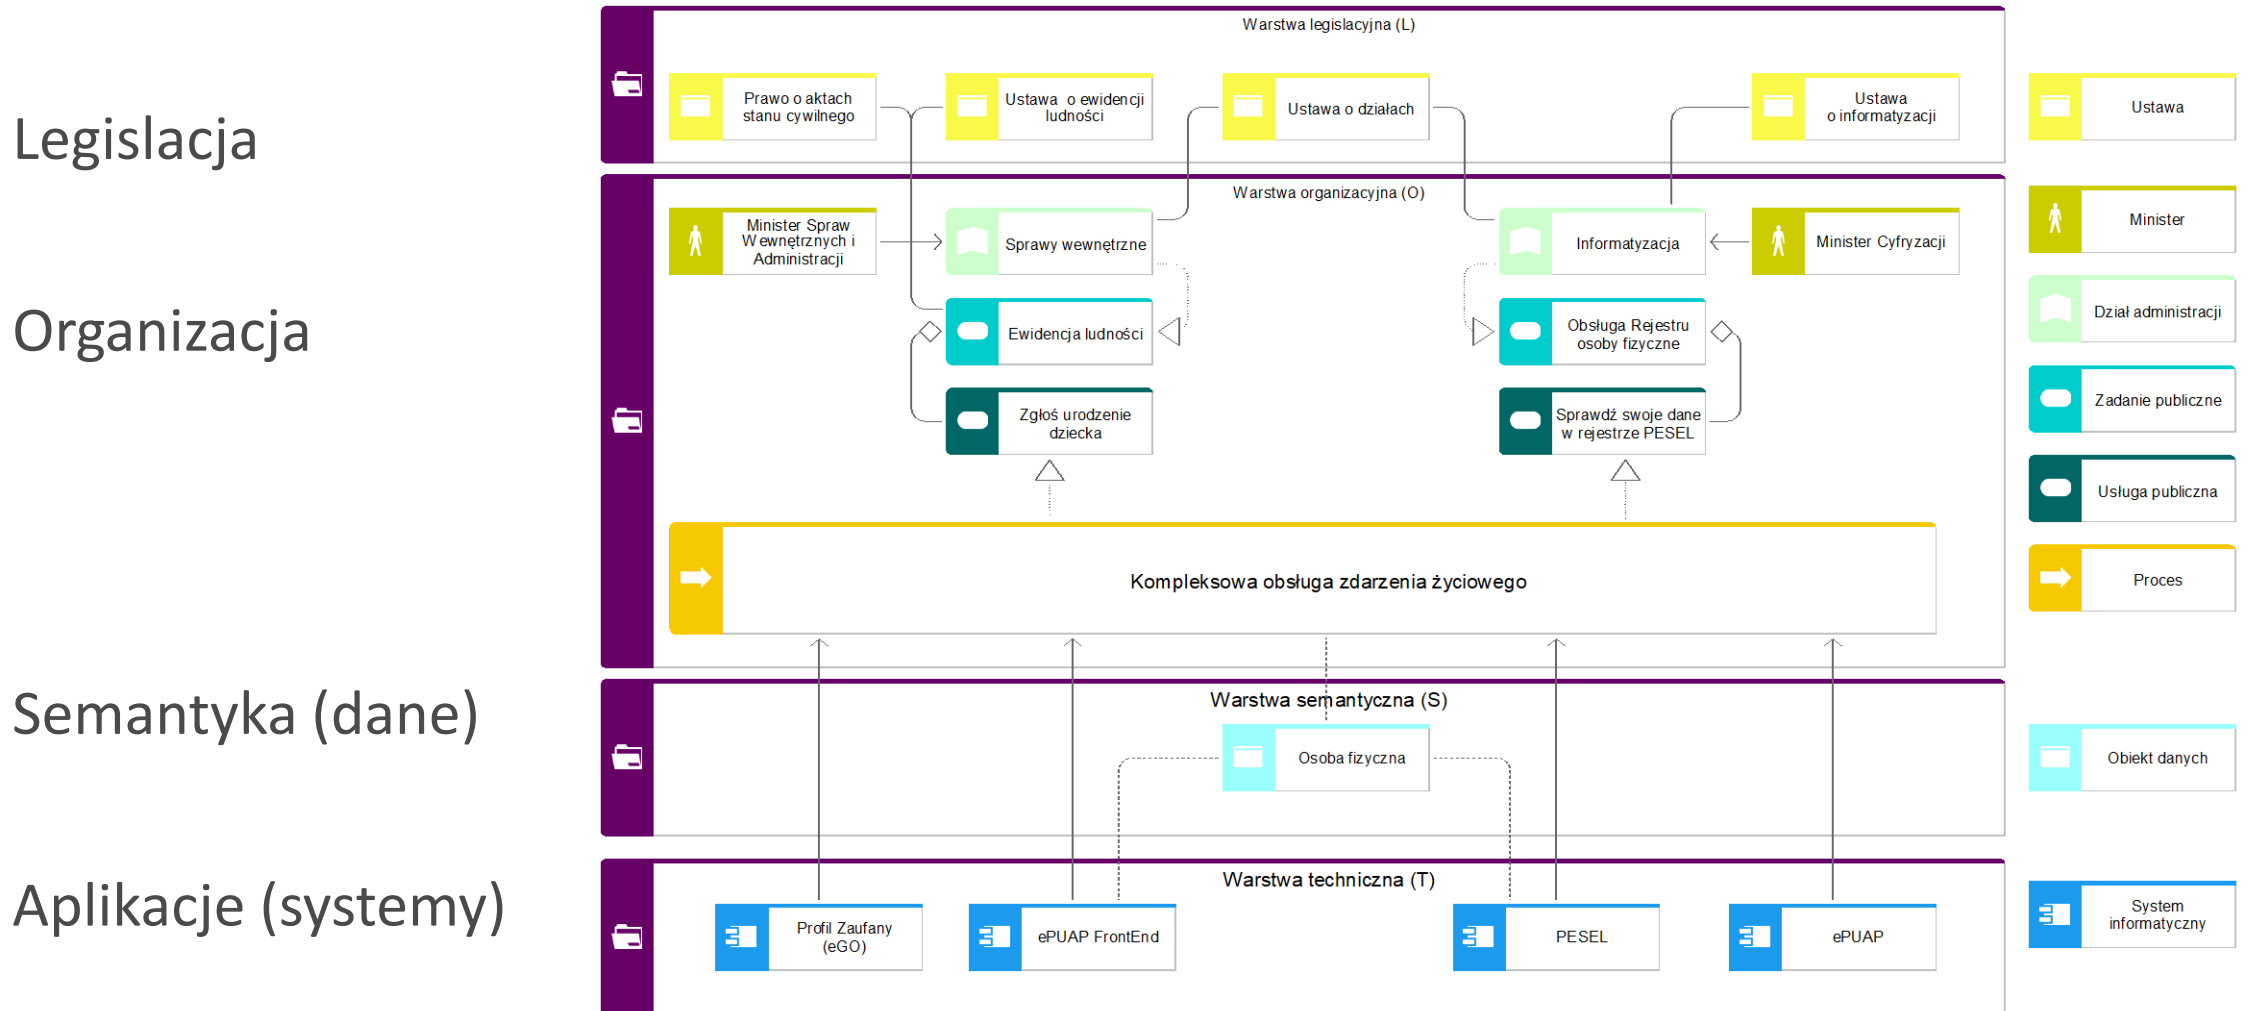 Legislacja
Organizacja
Semantyka (dane)
Aplikacje (systemy)
Warstwa legislacyjna (L)
Prawo o aktach
stanu cywilnego
Ustawa o ewidencji
ludności
Ustawa o działach
Ustawa
o informatyzacji
Warstwa organizacyjna (O)
Minister Spraw
Wewnętrznych i
Administracji
Sprawy wewnętrzne
Informatyzacja
Minister Cyfryzacji
Ewidencja ludności
Obsługa Rejestru
osoby fizyczne
Zgłoś urodzenie
dziecka
Sprawdź swoje dane
w rejestrze PESEL
Kompleksowa obsługa zdarzenia życiowego
Warstwa semantyczna (S)
Osoba fizyczna
Warstwa techniczna (T)
Profil Zaufany
(eGO)
ePUAP FrontEnd
PESEL
ePUAP
Ustawa
Minister
Dział administracji
Zadanie publiczne
Usługa publiczna
Proces
Obiekt danych
System
informatyczny